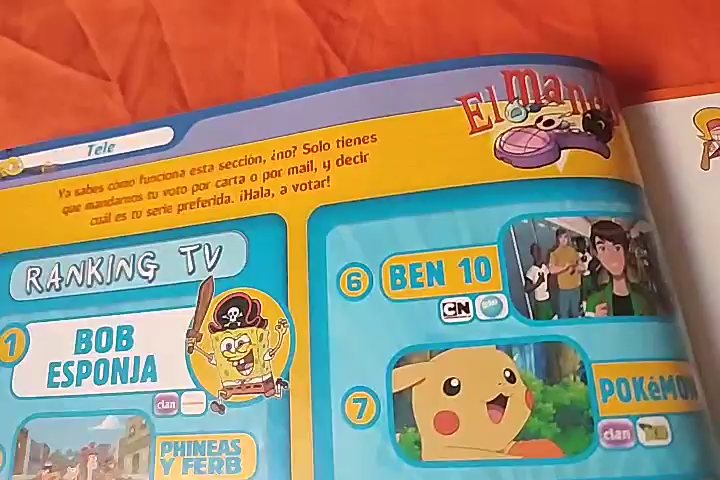 Tele
El
Ya sabes cómo funciona esta sección, ¿no? Solo tienes
que mandarnos tu voto por carta o por mail, y decir
cuál es tu serie preferida. ¡Hala, a votar!
RANKING TV
1
BOB
ESPONJA
clan
PHINEAS
Y FERB
6
BEN 10
CN
7
POKéMON
clan